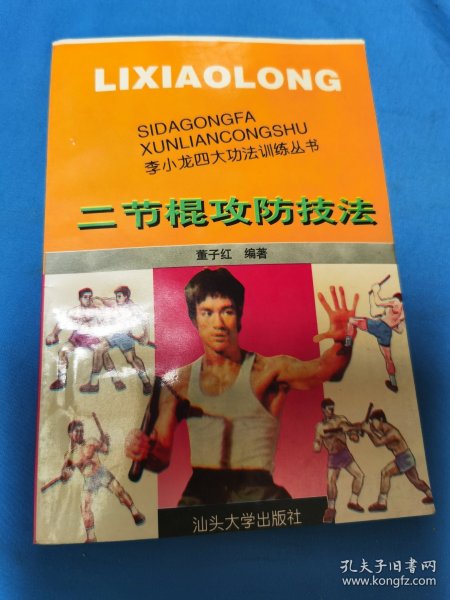 LIXIAOLONG
SIDAGONGFA
XUNLIANCONGSHU
李小龙四大功法训练丛书
二节棍攻防技法
董子红 编著
汕头大学出版社
孔夫子旧书网
www.kongfz.com